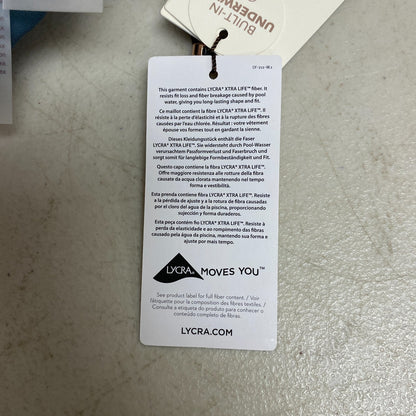 BUILT-IN
UNDERW
This garment contains LYCRA® XTRA LIFE™ fiber. It
resists fit loss and fiber breakage caused by pool
water, giving you long-lasting shape and fit.
Ce maillot contient la fibre LYCRA® XTRA LIFE™. Il
résiste à la perte d'élasticité et à la rupture des fibres
causées par l'eau chlorée. Résultat : votre vêtement
épouse vos formes tout en gardant la sienne.
Dieses Kleidungsstück enthält die Faser
LYCRA® XTRA LIFE™. Sie widersteht durch Pool-Wasser
verursachtem Passformverlust und Faserbruch und
sorgt somit für langlebige Formbeständigkeit und Fit.
Questo capo contiene la fibra LYCRA® XTRA LIFE™.
Offre maggiore resistenza alle rotture della fibra
causate da acqua clorata mantenendo nel tempo
forma e vestibilità.
Esta prenda contiene fibra LYCRA® XTRA LIFE™. Resiste
a la pérdida de ajuste y a la rotura de fibra causadas
por el cloro del agua de la piscina, proporcionando
sujección y forma duraderos.
Esta peça contém fio LYCRA® XTRA LIFE™. Resiste à
perda da elasticidade e ao rompimento das fibras
causado pela água da piscina, mantendo sua forma e
ajuste por mais tempo.
LYCRA® MOVES YOU™
See product label for full fiber content. / Voir
l'étiquette pour la composition des fibres textiles. /
Consulte a etiqueta do produto para conhecer o
conteúdo completo de fibras.
LYCRA.COM